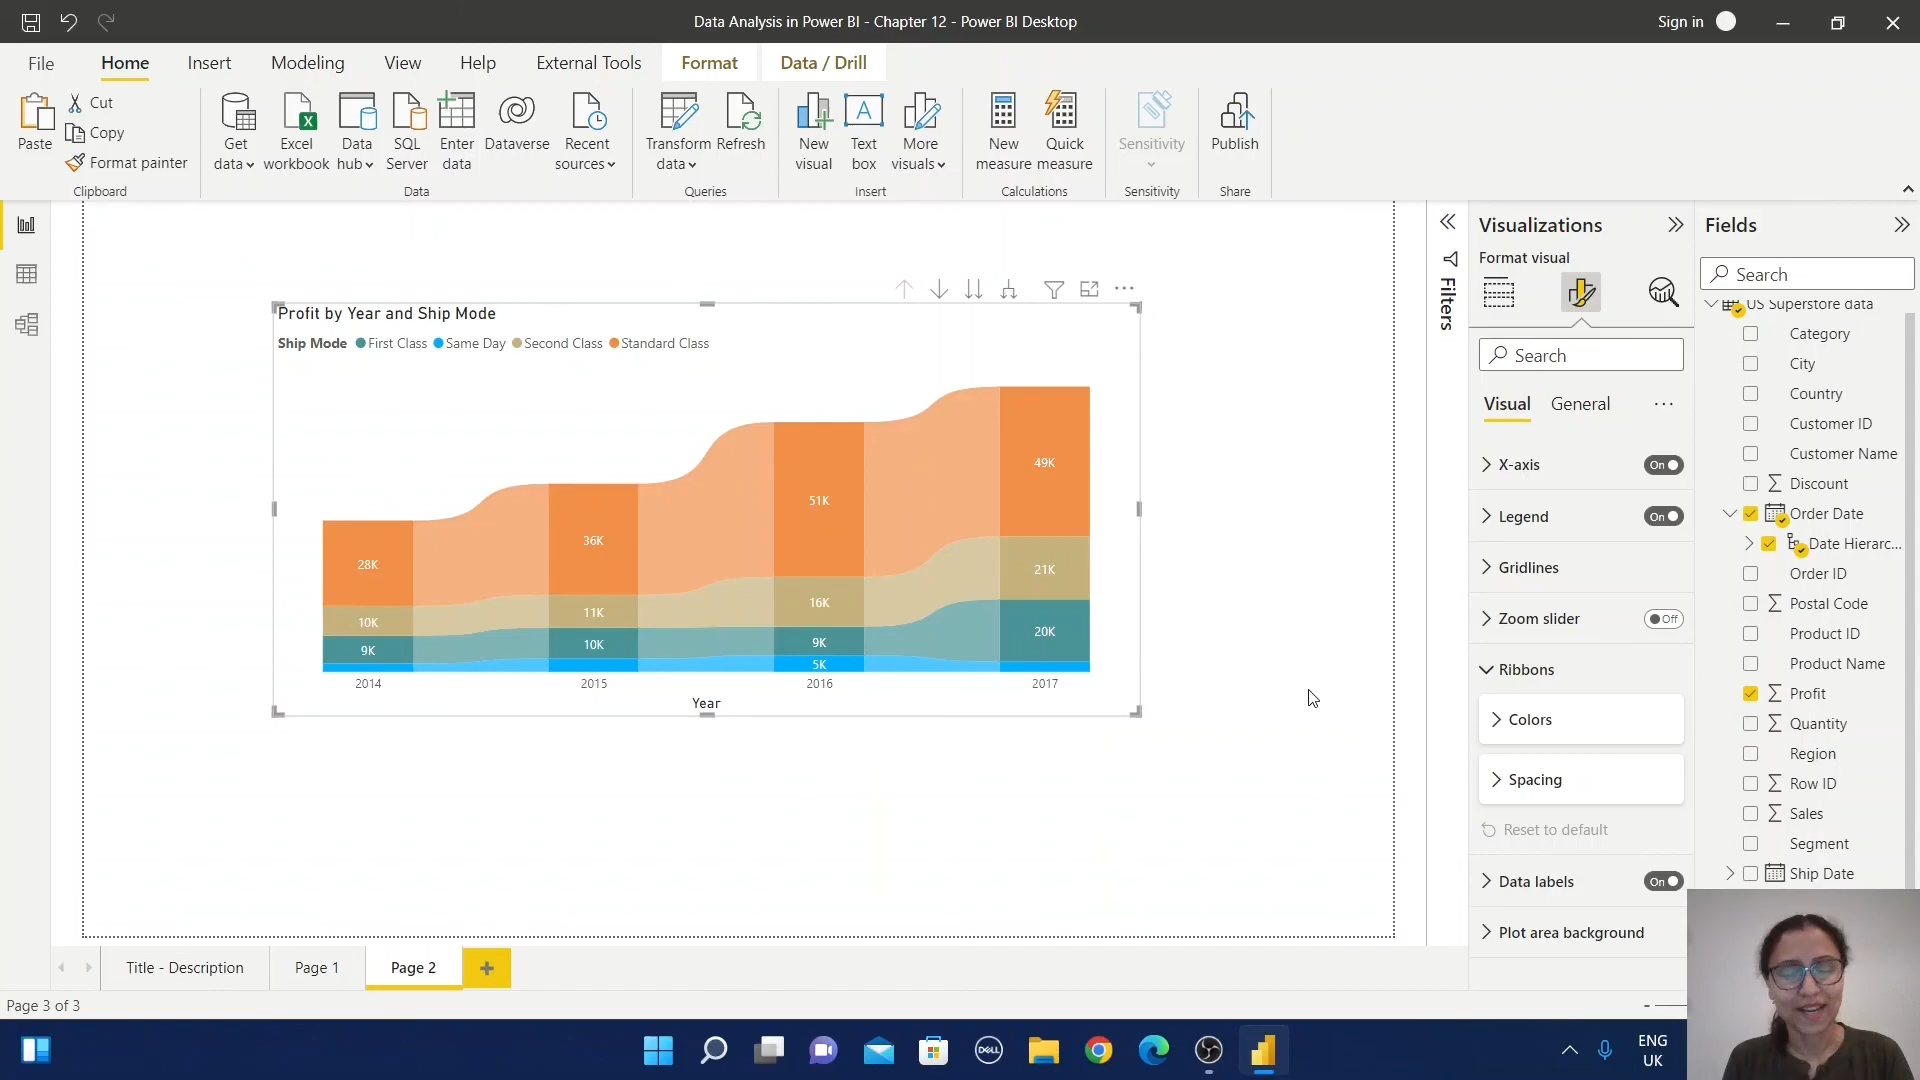 Data Analysis in Power BI - Chapter 12 - Power BI Desktop
Sign in
File
Home
Insert
Modeling
View
Help
External Tools
Format
Data / Drill
Paste
Cut
Copy
Format painter
Clipboard
Get data
Excel workbook
Data hub
SQL Server
Enter data
Dataverse
Recent sources
Data
Transform data
Refresh
Queries
New visual
Text box
More visuals
Insert
New measure
Quick measure
Calculations
Sensitivity
Sensitivity
Publish
Share
Profit by Year and Ship Mode
Ship Mode First Class Same Day Second Class Standard Class
28K
10K
9K
36K
11K
10K
51K
16K
9K
5K
49K
21K
20K
2014
2015
2016
2017
Year
Filters
Visualizations
Format visual
Search
Visual
General
X-axis
On
Legend
On
Gridlines
Zoom slider
Off
Ribbons
Colors
Spacing
Reset to default
Data labels
On
Plot area background
Fields
Search
US Superstore data
Category
City
Country
Customer ID
Customer Name
Discount
Order Date
Date Hierarc...
Order ID
Postal Code
Product ID
Product Name
Profit
Quantity
Region
Row ID
Sales
Segment
Ship Date
Title - Description
Page 1
Page 2
Page 3 of 3
DELL
ENG
UK